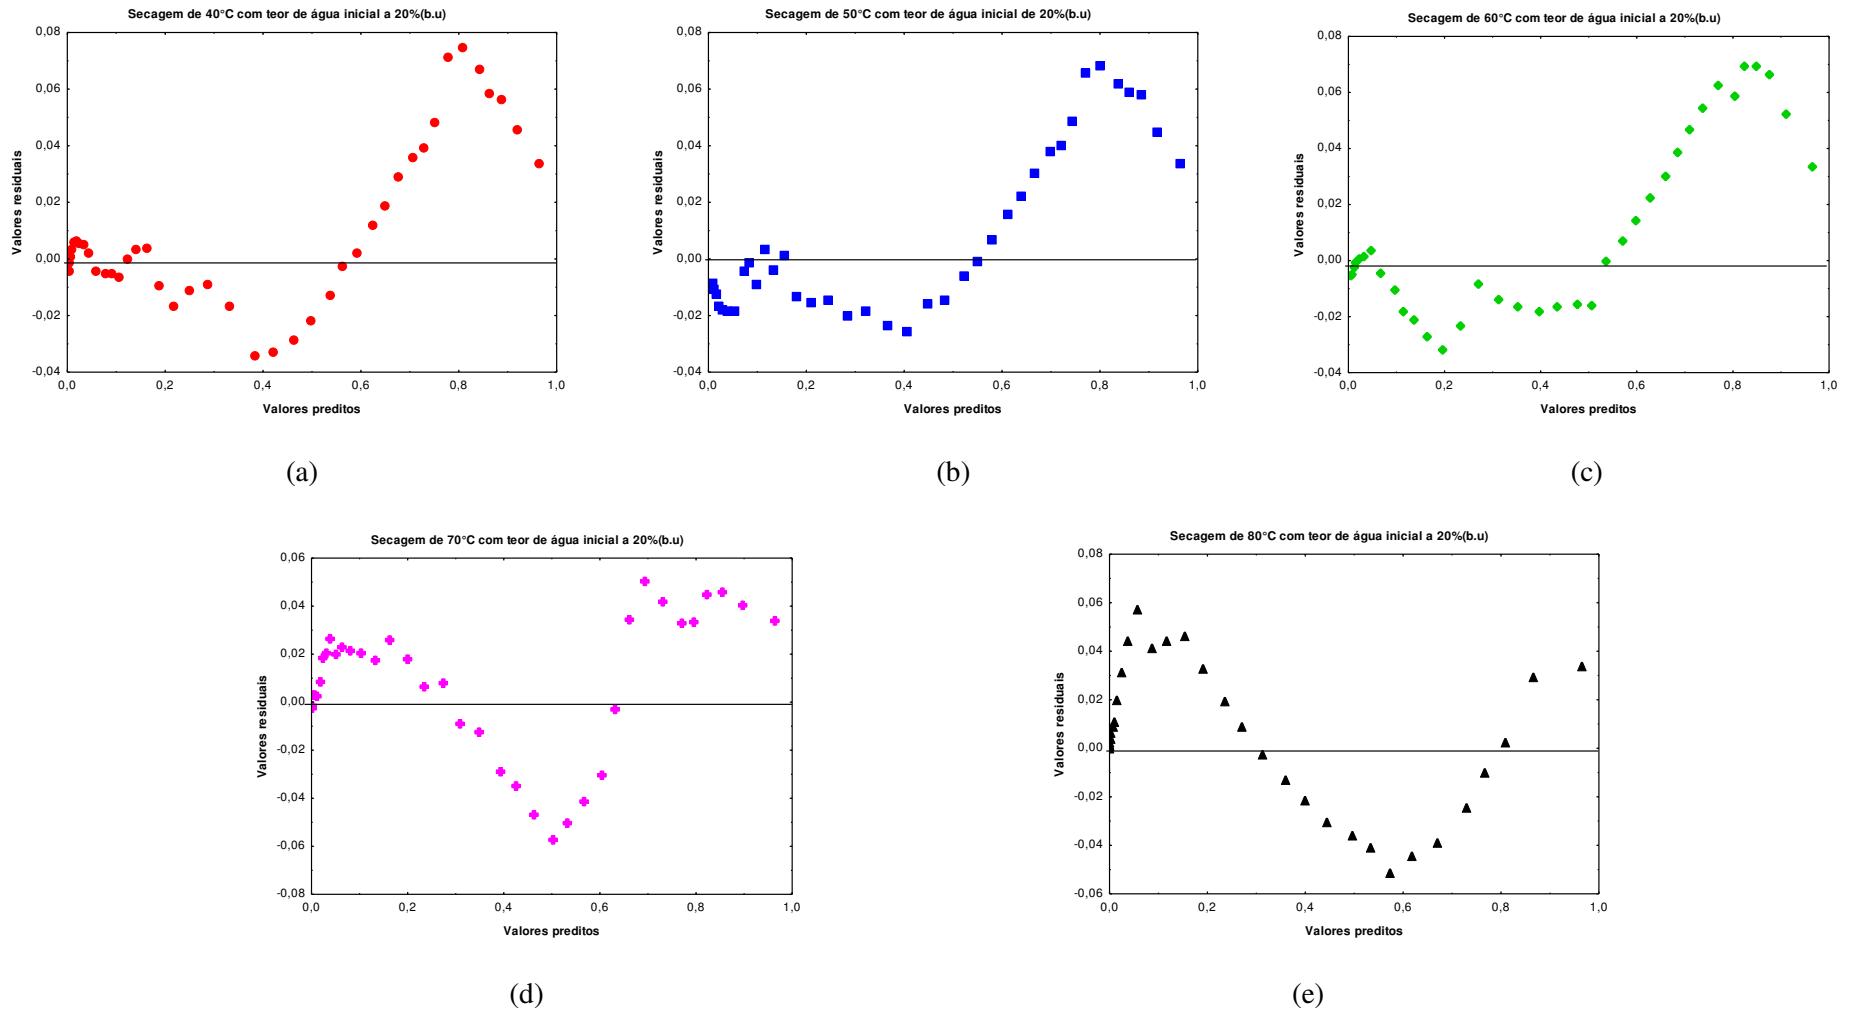 Secagem de 40°C com teor de água inicial a 20%(b.u)
0,08
0,06
0,04
0,02
0,00
-0,02
-0,04
Valores residuais
0,0 0,2 0,4 0,6 0,8 1,0
Valores preditos
(a)
Secagem de 50°C com teor de água inicial de 20%(b.u)
0,08
0,06
0,04
0,02
0,00
-0,02
-0,04
Valores residuais
0,0 0,2 0,4 0,6 0,8 1,0
Valores preditos
(b)
Secagem de 60°C com teor de água inicial a 20%(b.u)
0,08
0,06
0,04
0,02
0,00
-0,02
-0,04
Valores residuais
0,0 0,2 0,4 0,6 0,8 1,0
Valores preditos
(c)
Secagem de 70°C com teor de água inicial a 20%(b.u)
0,06
0,04
0,02
0,00
-0,02
-0,04
-0,06
-0,08
Valores residuais
0,0 0,2 0,4 0,6 0,8 1,0
Valores preditos
(d)
Secagem de 80°C com teor de água inicial a 20%(b.u)
0,08
0,06
0,04
0,02
0,00
-0,02
-0,04
-0,06
Valores residuais
0,0 0,2 0,4 0,6 0,8 1,0
Valores preditos
(e)